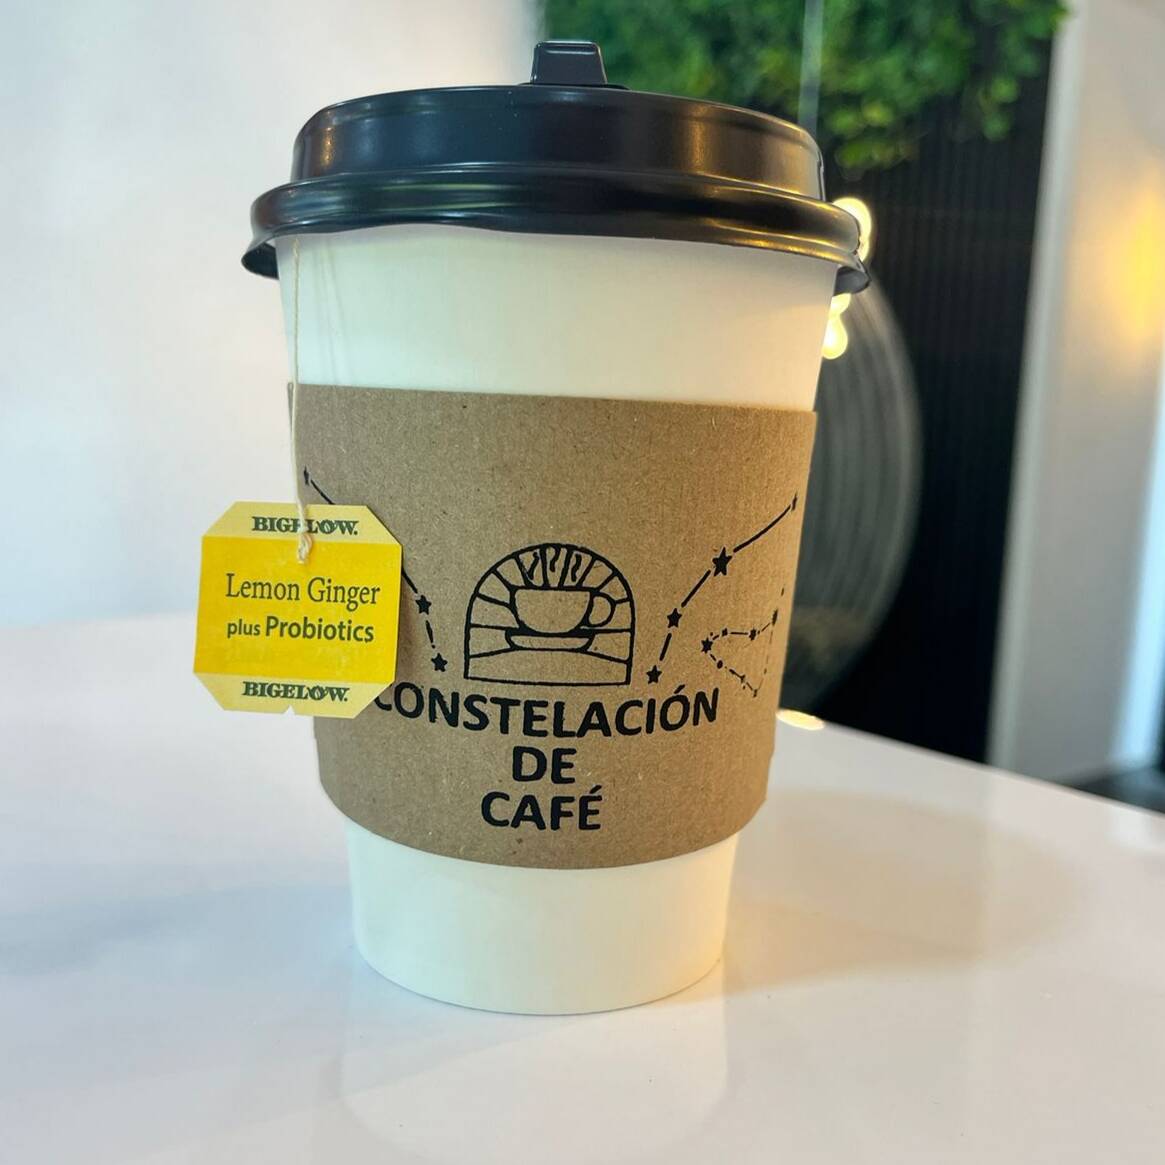 BIGELOW.
Lemon Ginger
plus Probiotics
BIGELOW.
CONSTELACIÓN
DE
CAFÉ